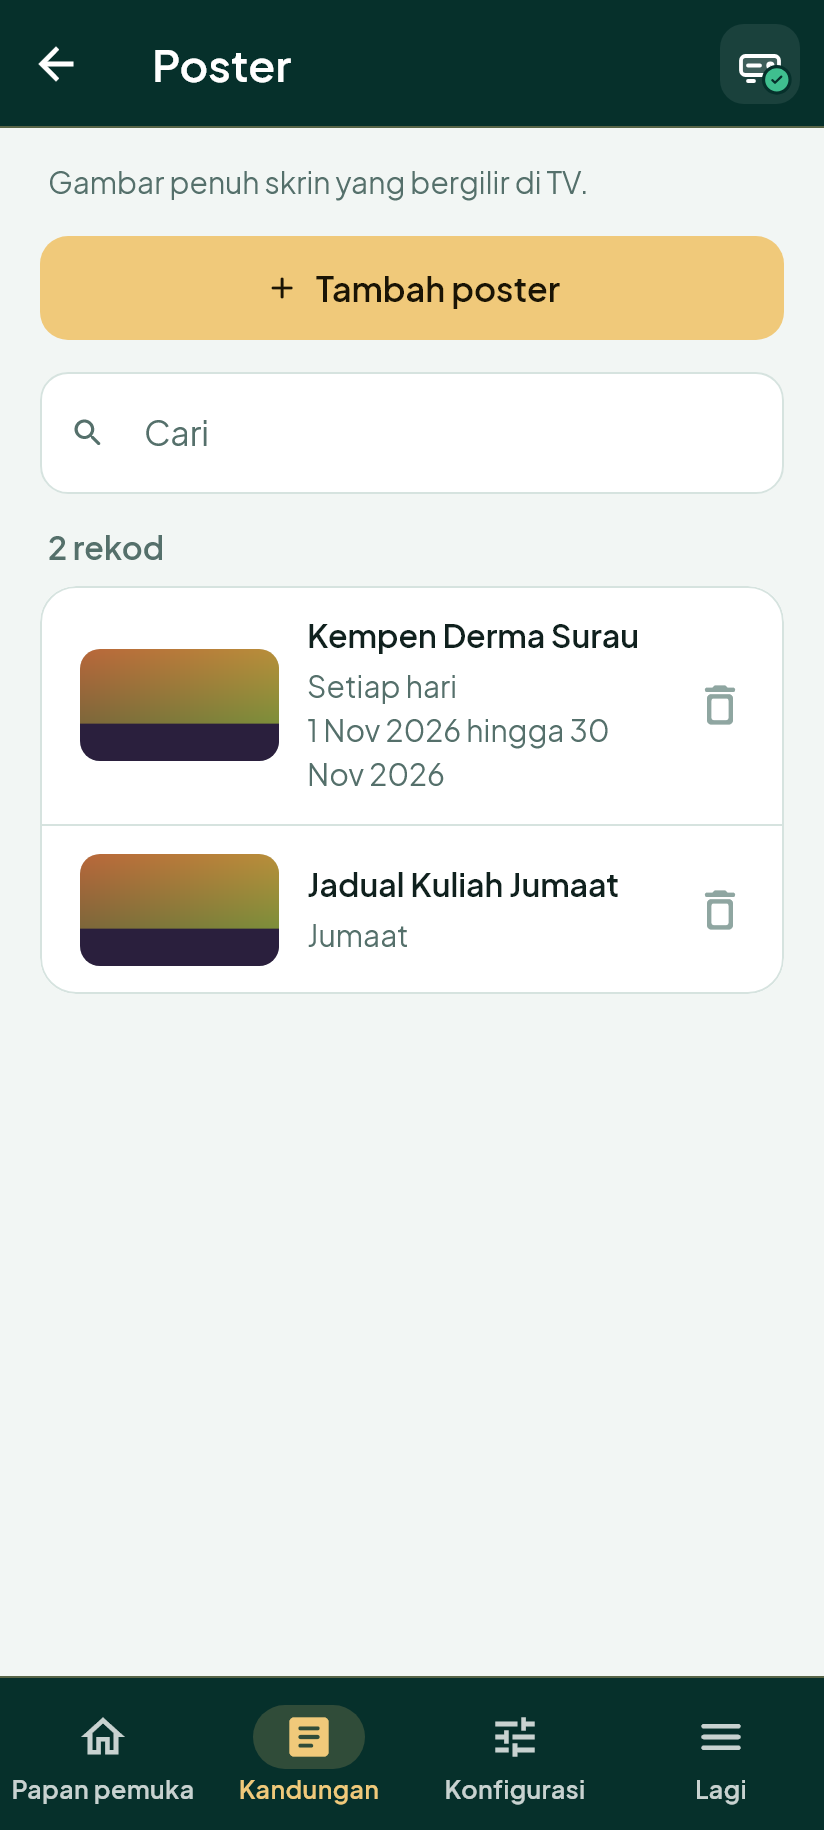 Poster
Gambar penuh skrin yang bergilir di TV.
+ Tambah poster
Cari
2 rekod
Kempen Derma Surau
Setiap hari
1 Nov 2026 hingga 30
Nov 2026
Jadual Kuliah Jumaat
Jumaat
Papan pemuka
Kandungan
Konfigurasi
Lagi